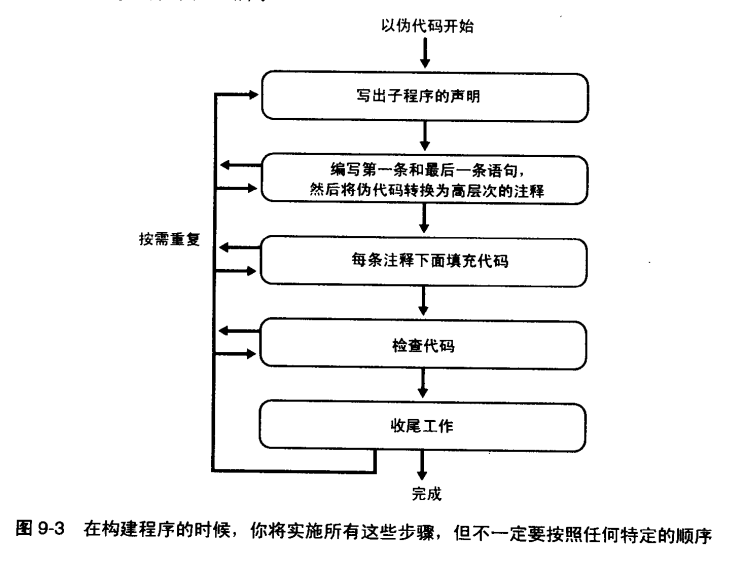 以伪代码开始
写出子程序的声明
编写第一条和最后一条语句，
然后将伪代码转换为高层次的注释
按需重复
每条注释下面填充代码
检查代码
收尾工作
完成
图 9-3 在构建程序的时候，你将实施所有这些步骤，但不一定要按照任何特定的顺序